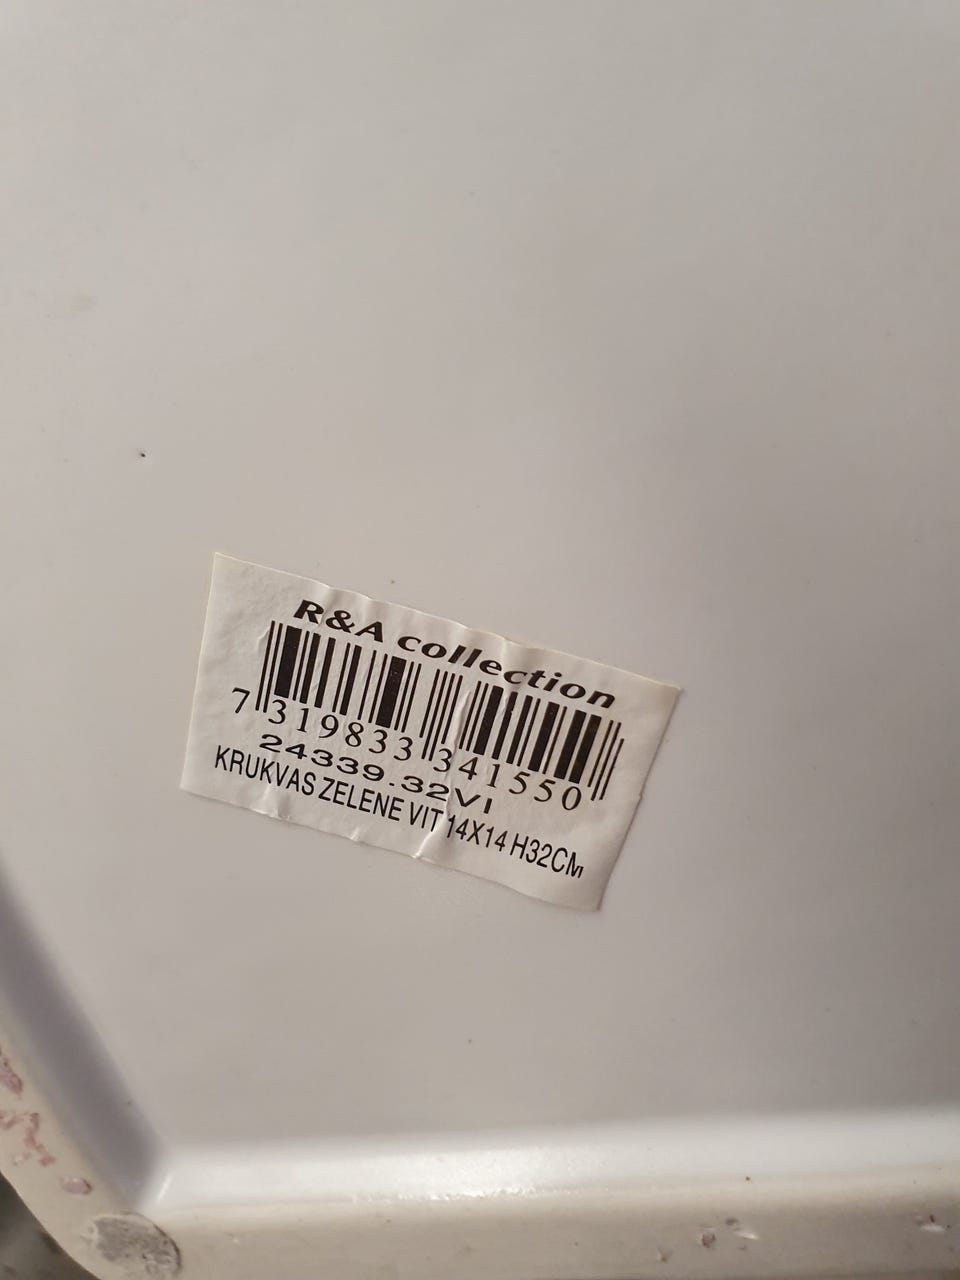 R&A collection
7 319833 341550
24339.32VI
KRUKVAS ZELENE VIT 14X14 H32CM